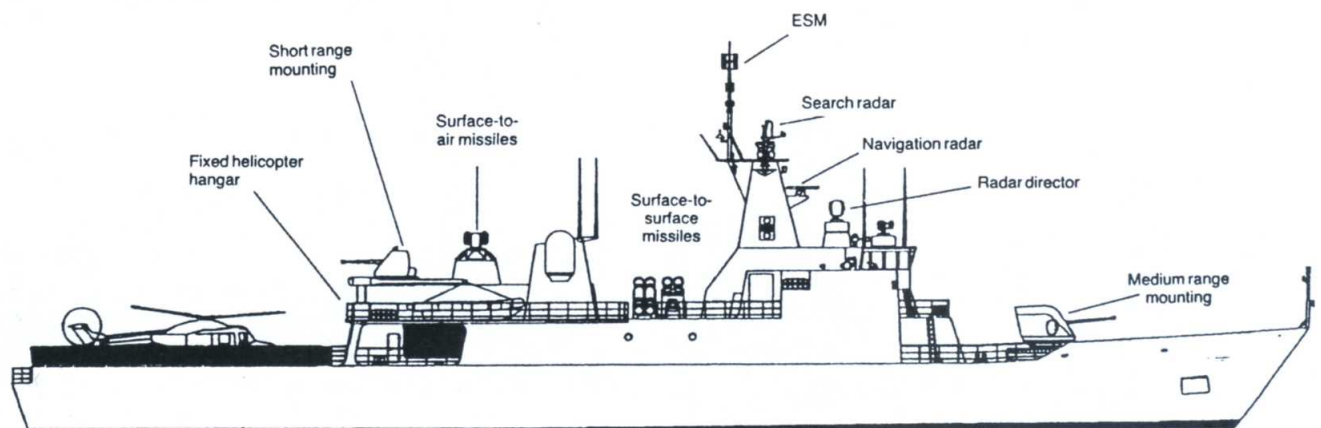 ESM
Short range
mounting
Search radar
Surface-to-
air missiles
Navigation radar
Fixed helicopter
hangar
Radar director
Surface-to-
surface
missiles
Medium range
mounting